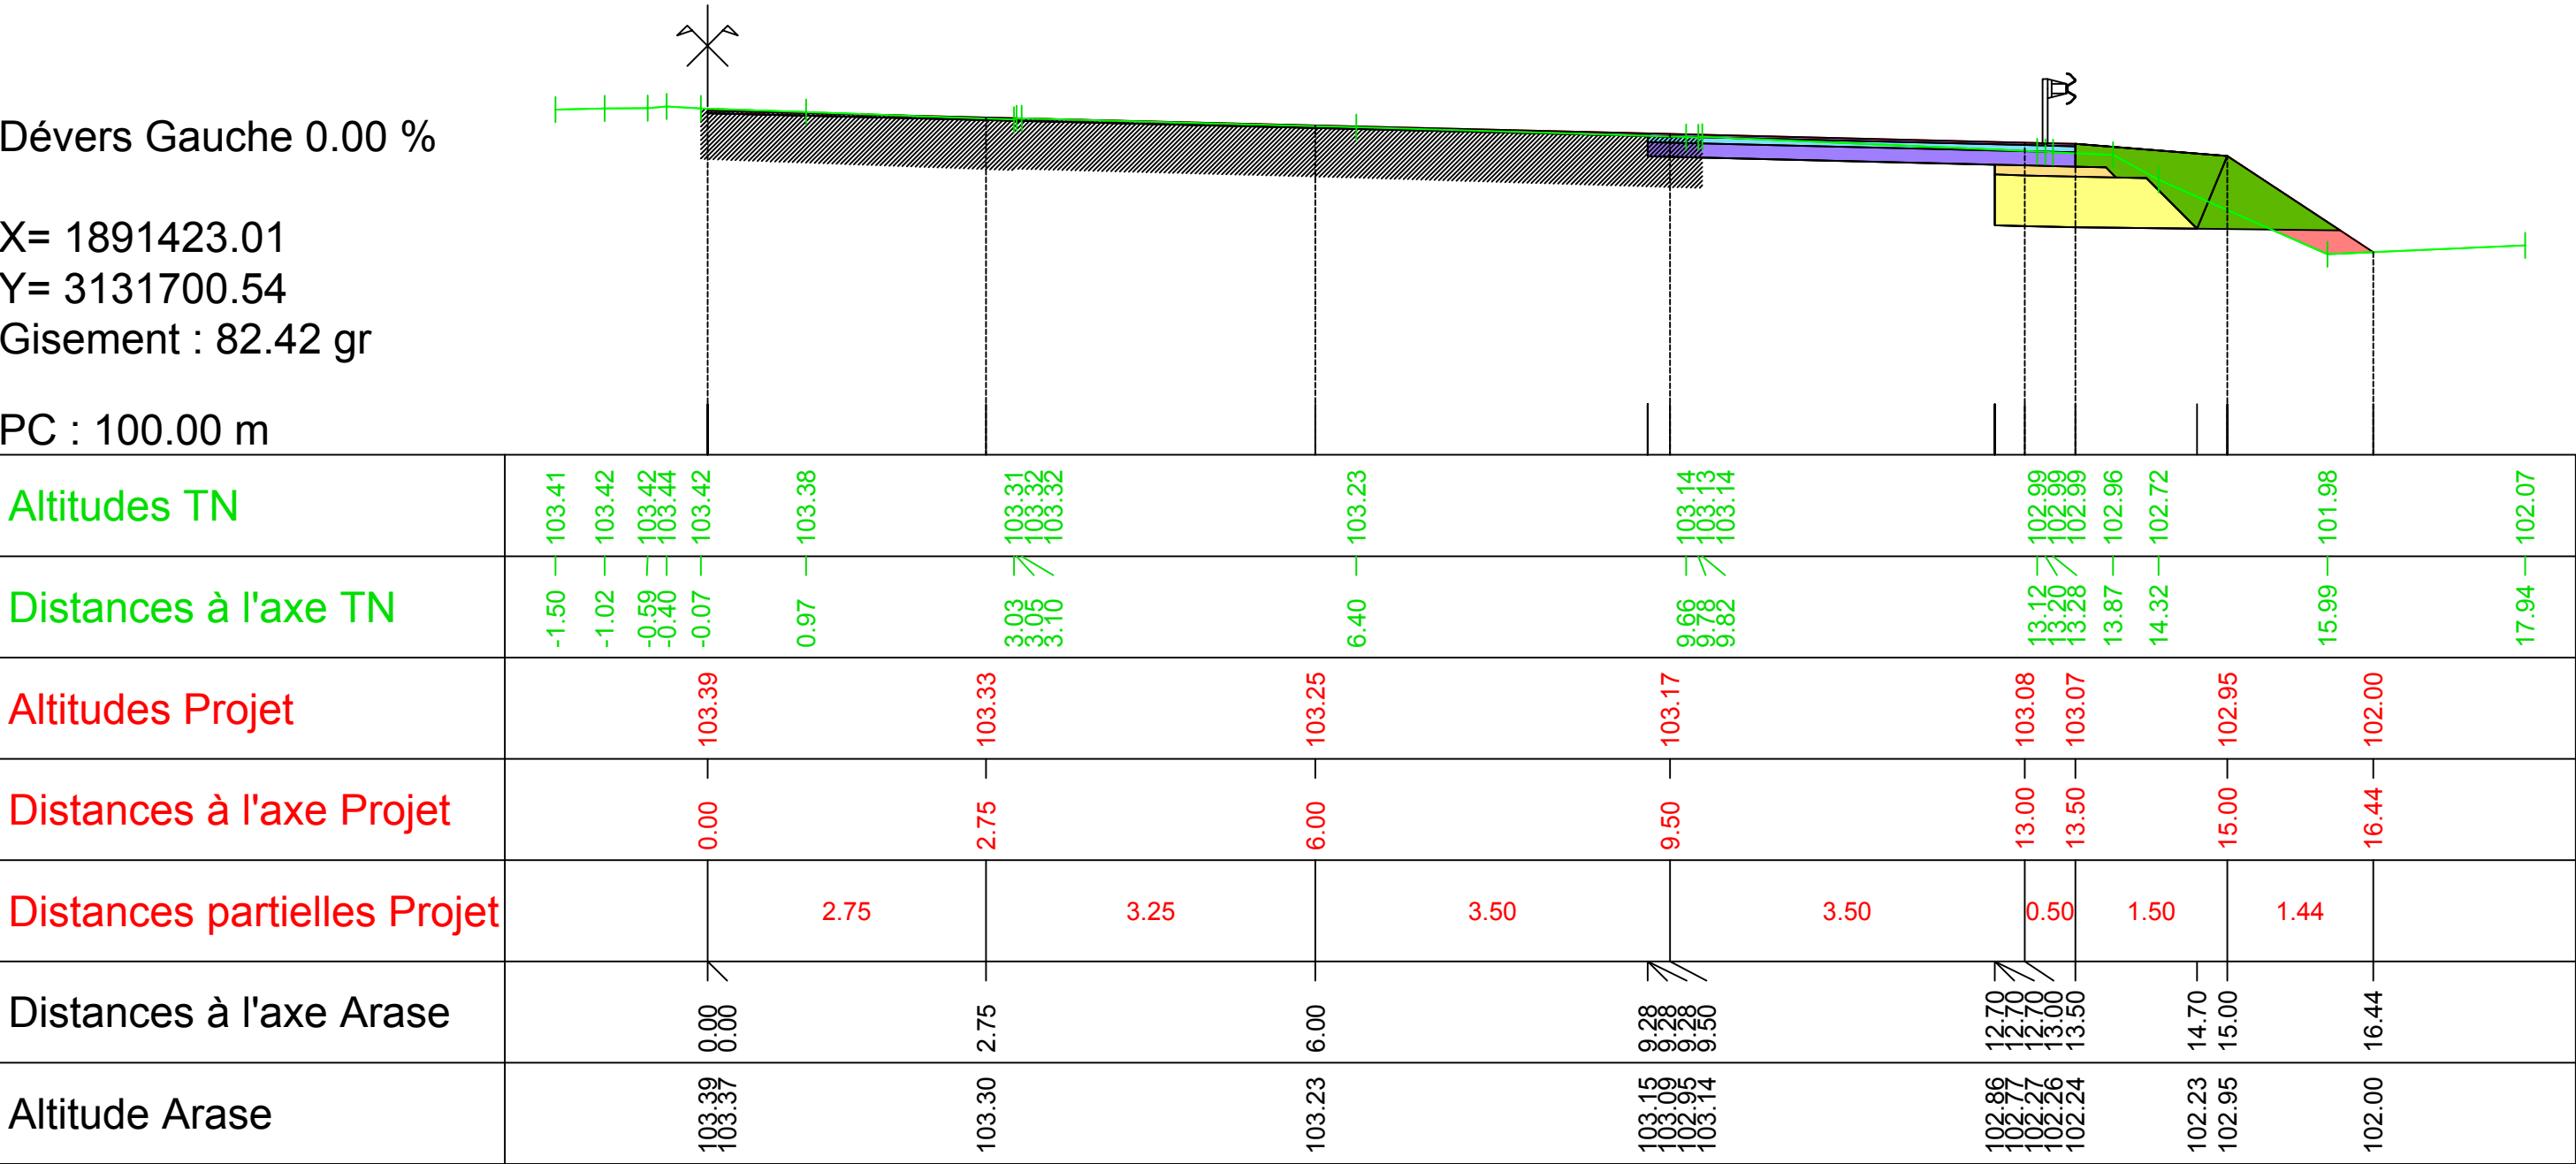 Dévers Gauche 0.00 %
X= 1891423.01
Y= 3131700.54
Gisement : 82.42 gr
PC : 100.00 m
Altitudes TN 103.41 103.42 103.42 103.44 103.42 103.38 103.31 103.32 103.32 103.23 103.14 103.13 103.14 102.99 102.99 102.99 102.96 102.72 101.98 102.07
Distances à l'axe TN -1.50 -1.02 -0.59 -0.40 -0.07 0.97 3.03 3.05 3.10 6.40 9.66 9.78 9.82 13.12 13.20 13.28 13.87 14.32 15.99 17.94
Altitudes Projet 103.39 103.33 103.25 103.17 103.08 103.07 102.95 102.00
Distances à l'axe Projet 0.00 2.75 6.00 9.50 13.00 13.50 15.00 16.44
Distances partielles Projet 2.75 3.25 3.50 3.50 0.50 1.50 1.44
Distances à l'axe Arase 0.00 0.00 2.75 6.00 9.28 9.28 9.28 9.50 12.70 12.70 12.70 13.00 13.50 14.70 15.00 16.44
Altitude Arase 103.39 103.37 103.30 103.23 103.15 103.09 102.95 103.14 102.86 102.77 102.27 102.26 102.24 102.23 102.95 102.00